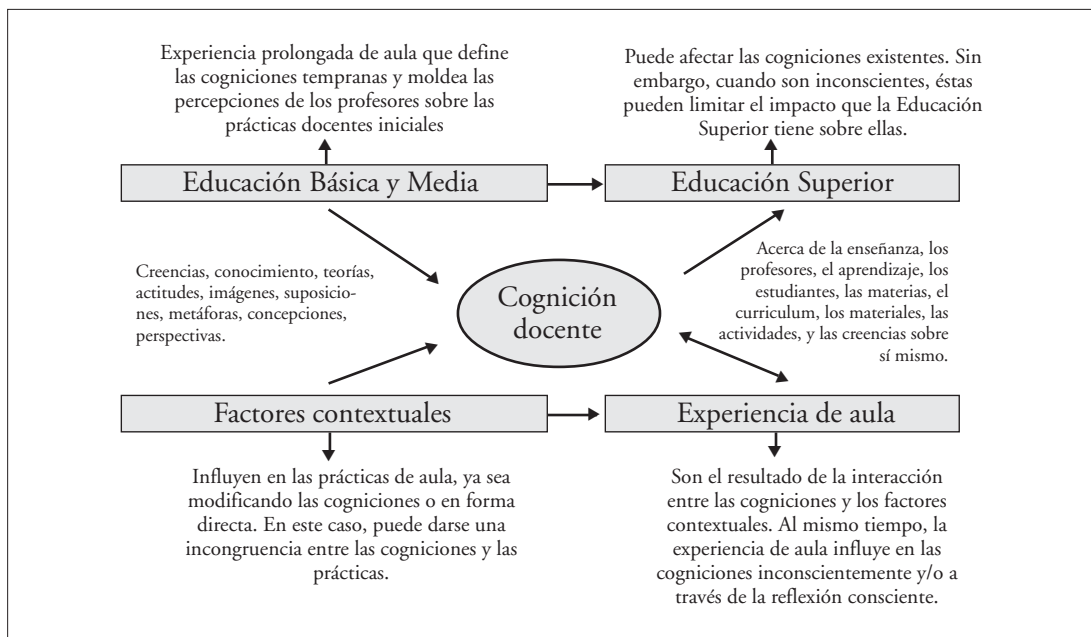 Experiencia prolongada de aula que define
las cogniciones tempranas y moldea las
percepciones de los profesores sobre las
prácticas docentes iniciales
Puede afectar las cogniciones existentes. Sin
embargo, cuando son inconscientes, éstas
pueden limitar el impacto que la Educación
Superior tiene sobre ellas.
Educación Básica y Media
Educación Superior
Creencias, conocimiento, teorías,
actitudes, imágenes, suposicio-
nes, metáforas, concepciones,
perspectivas.
Cognición
docente
Acerca de la enseñanza, los
profesores, el aprendizaje, los
estudiantes, las materias, el
curriculum, los materiales, las
actividades, y las creencias sobre
sí mismo.
Factores contextuales
Experiencia de aula
Influyen en las prácticas de aula, ya sea
modificando las cogniciones o en forma
directa. En este caso, puede darse una
incongruencia entre las cogniciones y las
prácticas.
Son el resultado de la interacción
entre las cogniciones y los factores
contextuales. Al mismo tiempo, la
experiencia de aula influye en las
cogniciones inconscientemente y/o a
través de la reflexión consciente.